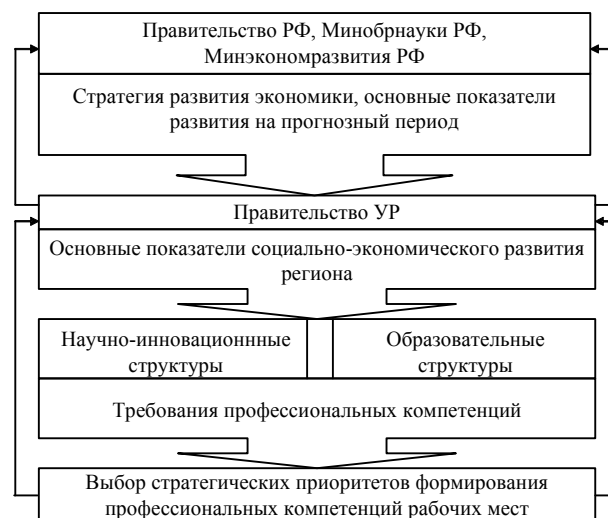 Правительство РФ, Минобрнауки РФ,
Минэкономразвития РФ
Стратегия развития экономики, основные показатели
развития на прогнозный период
Правительство УР
Основные показатели социально-экономического развития
региона
Научно-инновационнные
структуры
Образовательные
структуры
Требования профессиональных компетенций
Выбор стратегических приоритетов формирования
профессиональных компетенций рабочих мест